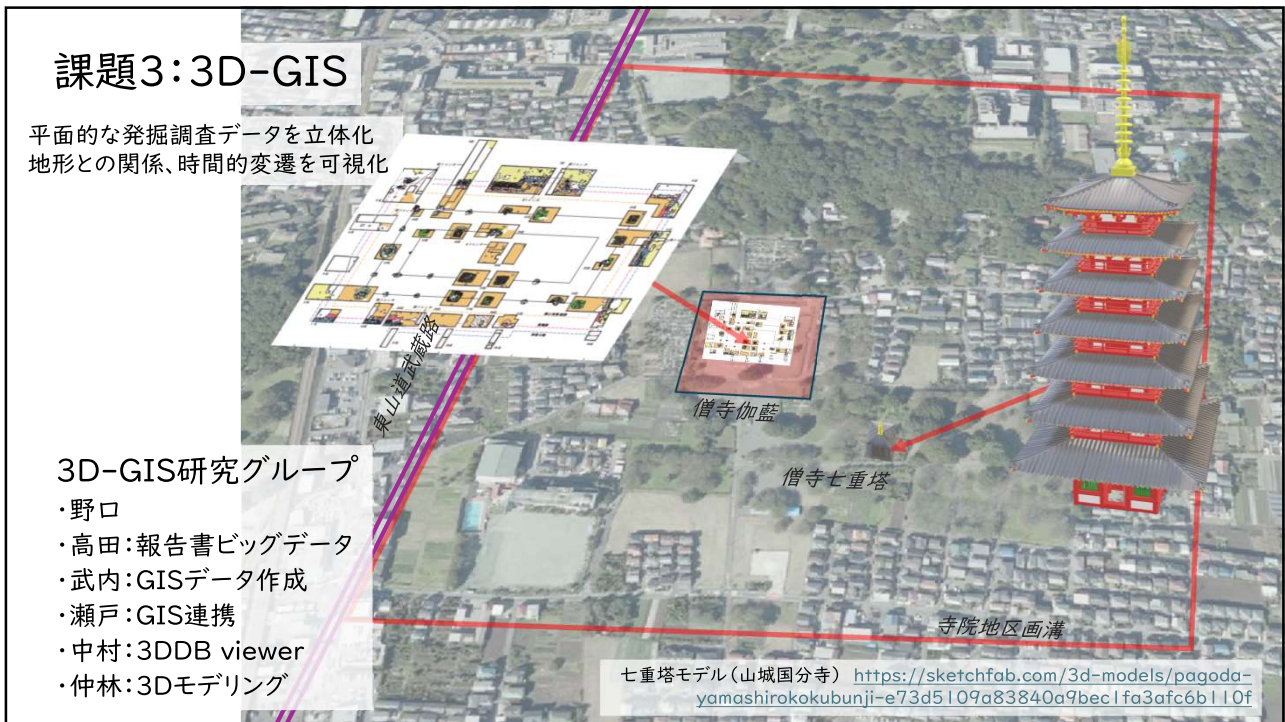 課題3：3D-GIS
平面的な発掘調査データを立体化
地形との関係、時間的変遷を可視化
東山道武蔵路
僧寺伽藍
僧寺七重塔
3D-GIS研究グループ
・野口
・高田：報告書ビッグデータ
・武内：GISデータ作成
・瀬戸：GIS連携
・中村：3DDB viewer
・仲林：3Dモデリング
寺院地区画溝
七重塔モデル（山城国分寺） https://sketchfab.com/3d-models/pagoda-
yamashirokokubunji-e73d5109a83840a9bec1fa3afc6b110f